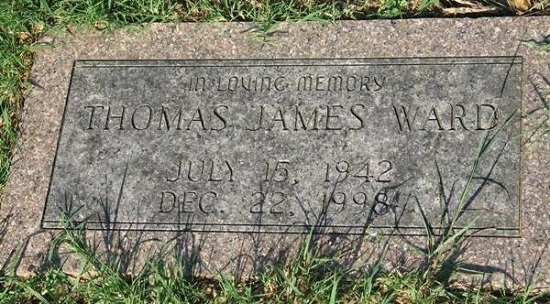 IN LOVING MEMORY
THOMAS JAMES WARD
JULY 15, 1942
DEC. 22, 1998